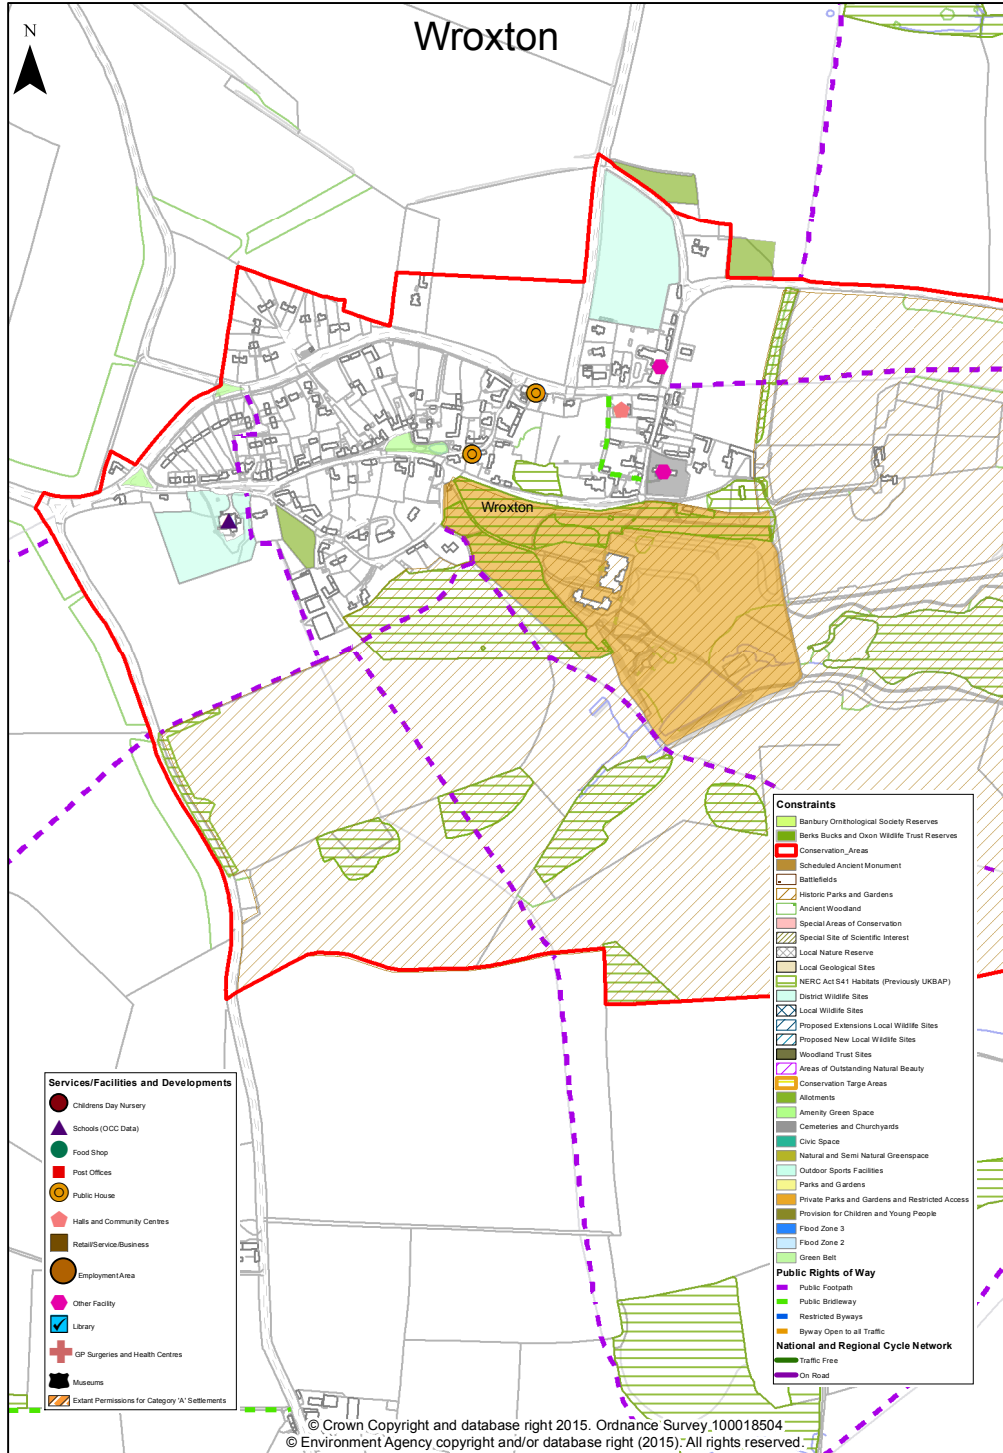 Wroxton
N
Wroxton
Constraints
Banbury Ornithological Society Reserves
Berks Bucks and Oxon Wildlife Trust Reserves
Conservation_Areas
Scheduled Ancient Monument
Battlefields
Historic Parks and Gardens
Ancient Woodland
Special Areas of Conservation
Special Site of Scientific Interest
Local Nature Reserve
Local Geological Sites
NERC Act S41 Habitats (Previously UKBAP)
District Wildlife Sites
Local Wildlife Sites
Proposed Extensions Local Wildlife Sites
Proposed New Local Wildlife Sites
Woodland Trust Sites
Areas of Outstanding Natural Beauty
Conservation Targe Areas
Allotments
Amenity Green Space
Cemeteries and Churchyards
Civic Space
Natural and Semi Natural Greenspace
Outdoor Sports Facilities
Parks and Gardens
Private Parks and Gardens and Restricted Access
Provision for Children and Young People
Flood Zone 3
Flood Zone 2
Green Belt
Public Rights of Way
Public Footpath
Public Bridleway
Restricted Byways
Byway Open to all Traffic
National and Regional Cycle Network
Traffic Free
On Road
Services/Facilities and Developments
Childrens Day Nursery
Schools (OCC Data)
Food Shop
Post Offices
Public House
Halls and Community Centres
Retail/Service/Business
Employment Area
Other Facility
Library
GP Surgeries and Health Centres
Museums
Extant Permissions for Category 'A' Settlements
© Crown Copyright and database right 2015. Ordnance Survey 100018504
© Environment Agency copyright and/or database right (2015). All rights reserved.